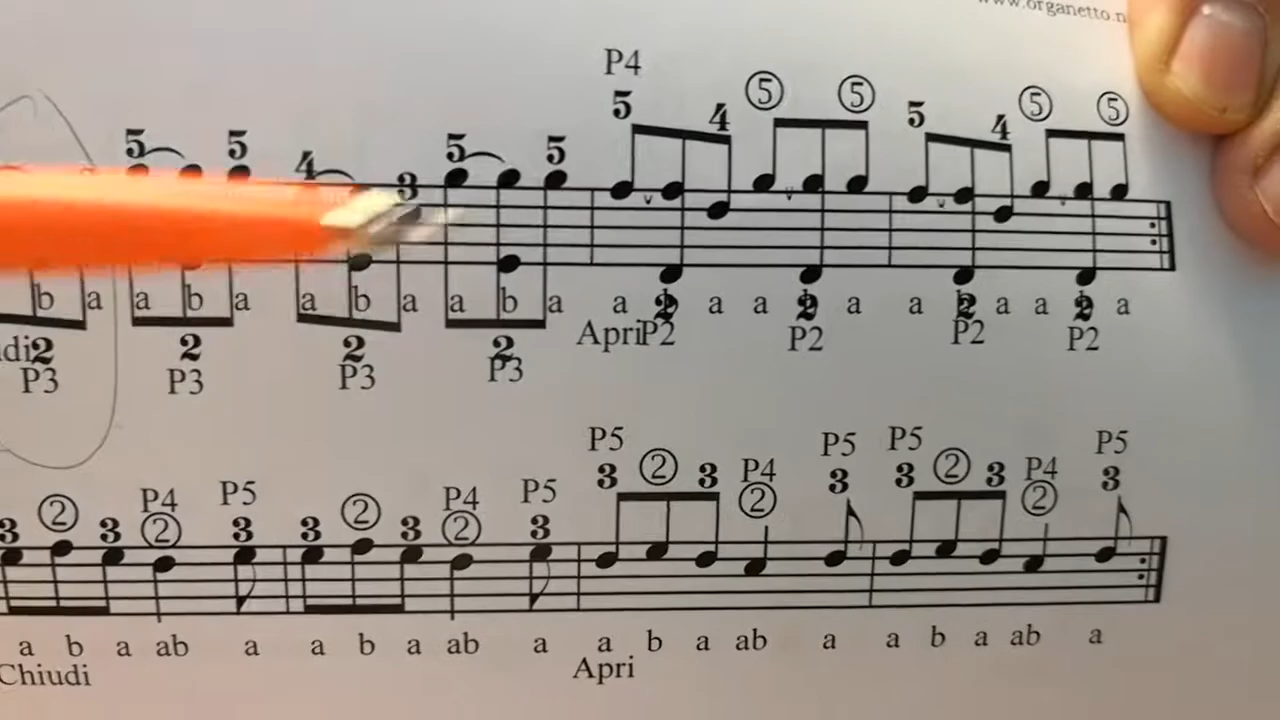 www.organetto.n
P4
5 5 4 3 5 5 5 4 ⑤ ⑤ 5 4 ⑤ ⑤
b a a b a a b a a b a a 2 a a 2 a a 2 a a 2 a
2 2 2 2 Apri P2 P2 P2 P2
P3 P3 P3 P3
P5 P5 P5 P5
P4 P5 P4 P5 3 ② 3 P4 3 3 ② 3 P4 3
3 ② 3 ② 3 3 ② 3 ② 3 ② ②
a b a ab a a b a ab a a b a ab a a b a ab a
Chiudi Apri